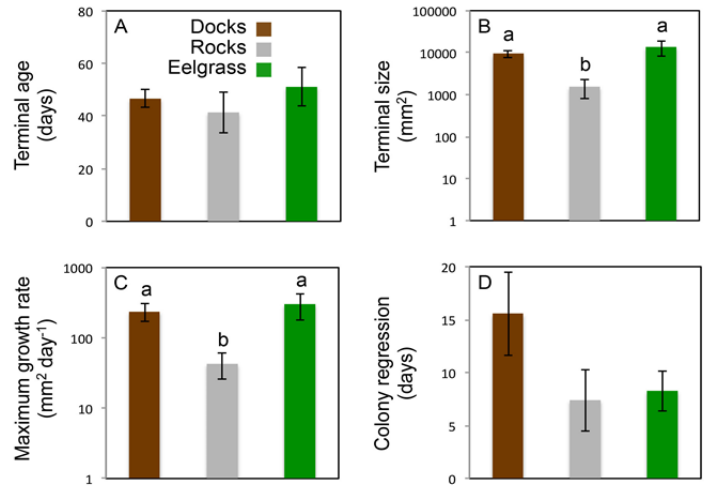 A
Docks
Rocks
Eelgrass
Terminal age
(days)
80
60
40
20
0
B
a
b
a
Terminal size
(mm²)
100000
10000
1000
100
10
1
C
a
b
a
Maximum growth rate
(mm² day⁻¹)
1000
100
10
1
D
Colony regression
(days)
20
15
10
5
0